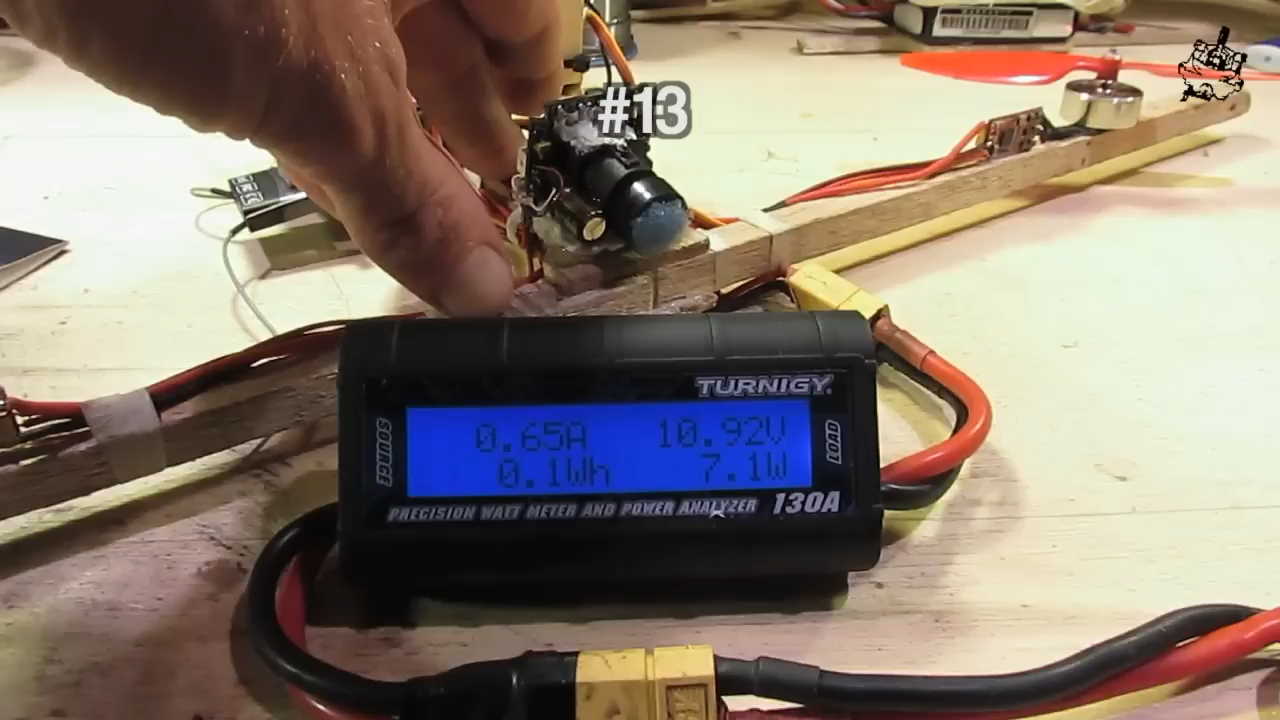 #13
TURNIGY
SOURCE
0.65A 10.92V
0.1Wh 7.1W
LOAD
PRECISION WATT METER AND POWER ANALYZER 130A